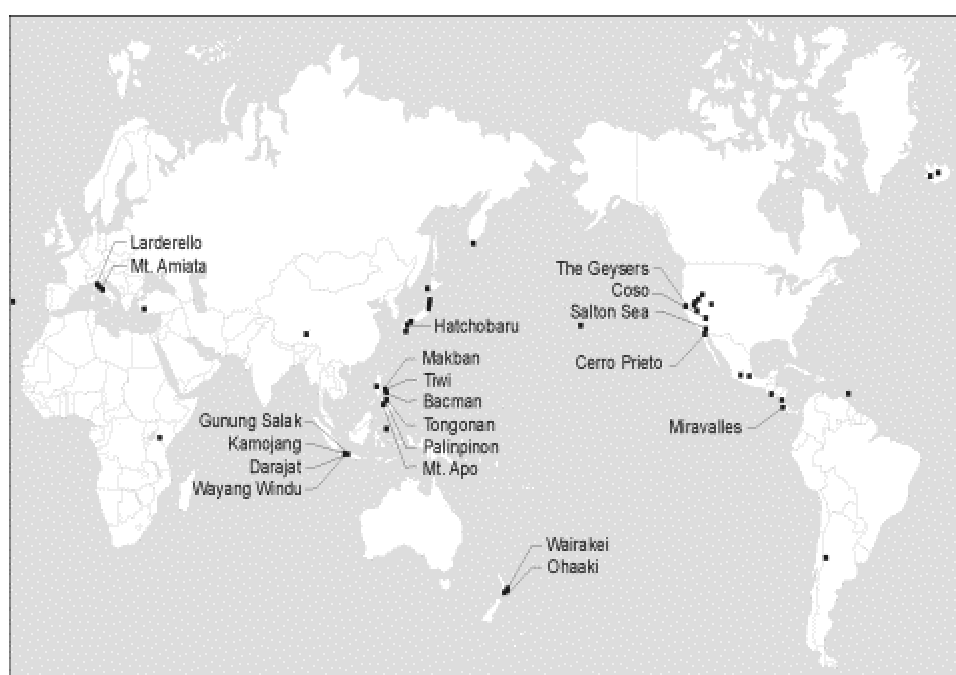 Larderello
Mt. Amiata
The Geysers
Coso
Salton Sea
Cerro Prieto
Hatchobaru
Makban
Tiwi
Bacman
Tongonan
Palinpinon
Mt. Apo
Gunung Salak
Kamojang
Darajat
Wayang Windu
Miravalles
Wairakei
Ohaaki